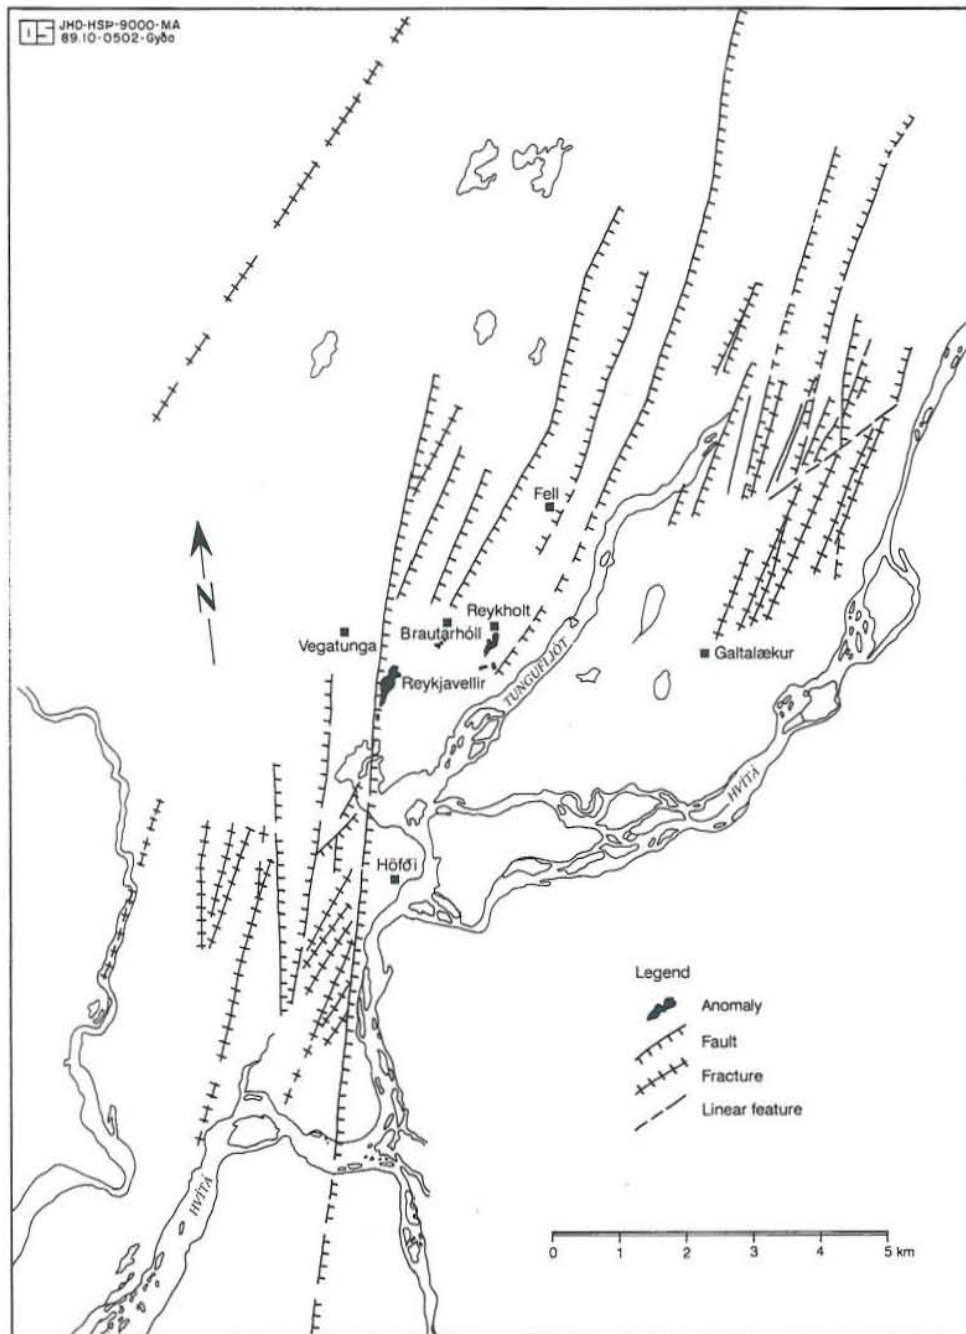 JHD-HSÞ-9000-MA
89.10-0502-Gyða
N
Fell
Reykholt
Brautarhóll
Vegatunga
Reykjavellir
Galtalækur
TUNGUFLJÓT
HVÍTÁ
Höfði
Legend
Anomaly
Fault
Fracture
Linear feature
HVÍTÁ
0 1 2 3 4 5 km